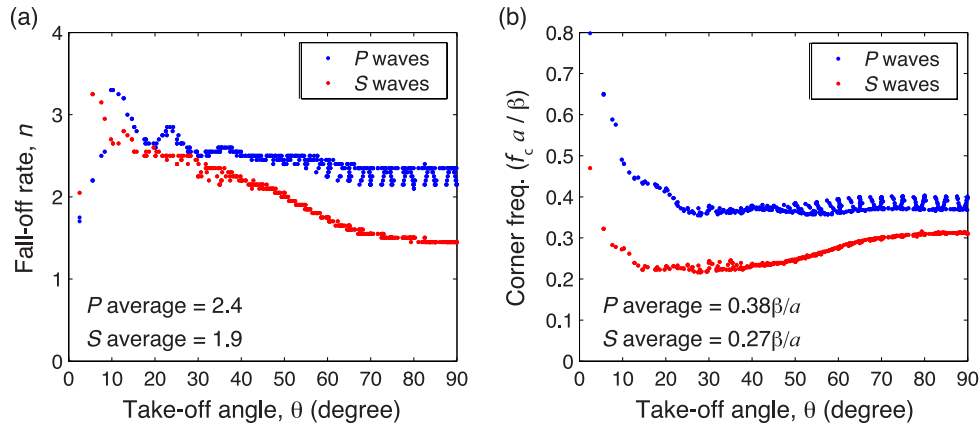 (a)
4
3
2
1
0
Fall-off rate, n
P waves
S waves
P average = 2.4
S average = 1.9
0 10 20 30 40 50 60 70 80 90
Take-off angle, θ (degree)
(b)
0.8
0.7
0.6
0.5
0.4
0.3
0.2
0.1
0
Corner freq. (f_c a / β)
P waves
S waves
P average = 0.38β/a
S average = 0.27β/a
0 10 20 30 40 50 60 70 80 90
Take-off angle, θ (degree)